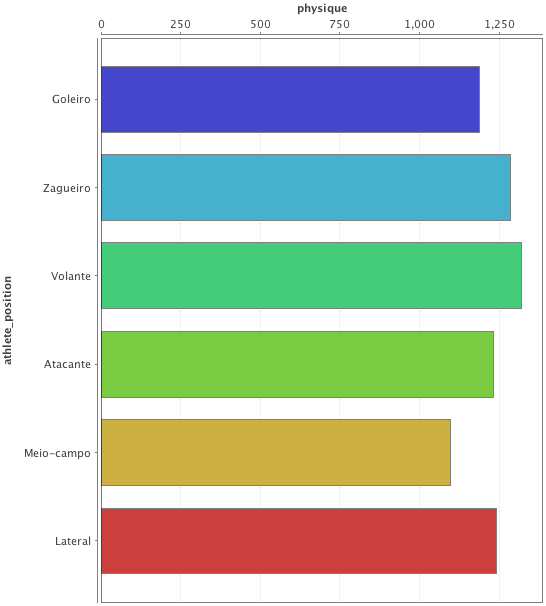 physique
0 250 500 750 1,000 1,250
Goleiro
Zagueiro
Volante
Atacante
Meio-campo
Lateral
athlete_position